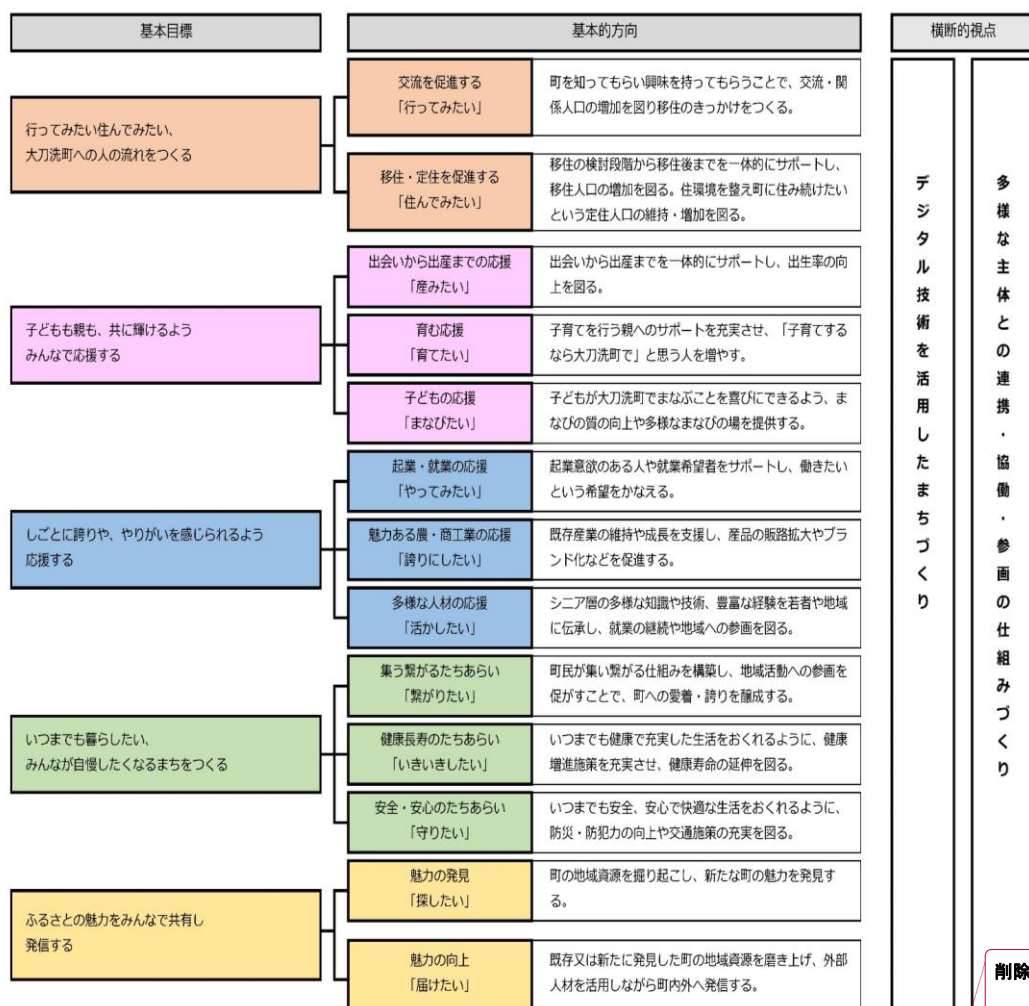 基本目標
基本的方向
横断的視点
行ってみたい住んでみたい、
大刀洗町への人の流れをつくる
交流を促進する
「行ってみたい」
町を知ってもらい興味を持ってもらうことで、交流・関
係人口の増加を図り移住のきっかけをつくる。
移住・定住を促進する
「住んでみたい」
移住の検討段階から移住後までを一体的にサポートし、
移住人口の増加を図る。住環境を整え町に住み続けたい
という定住人口の維持・増加を図る。
子どもも親も、共に輝けるよう
みんなで応援する
出会いから出産までの応援
「産みたい」
出会いから出産までを一体的にサポートし、出生率の向
上を図る。
育む応援
「育てたい」
子育てを行う親へのサポートを充実させ、「子育てする
なら大刀洗町で」と思う人を増やす。
子どもの応援
「まなびたい」
子どもが大刀洗町でまなぶことを喜びにできるよう、ま
なびの質の向上や多様なまなびの場を提供する。
しごとに誇りや、やりがいを感じられるよう
応援する
起業・就業の応援
「やってみたい」
起業意欲のある人や就業希望者をサポートし、働きたい
という希望をかなえる。
魅力ある農・商工業の応援
「誇りにしたい」
既存産業の維持や成長を支援し、産品の販路拡大やブラ
ンド化などを促進する。
多様な人材の応援
「活かしたい」
シニア層の多様な知識や技術、豊富な経験を若者や地域
に伝承し、就業の継続や地域への参画を図る。
いつまでも暮らしたい、
みんなが自慢したくなるまちをつくる
集う繋がるたちあらい
「繋がりたい」
町民が集い繋がる仕組みを構築し、地域活動への参画を
促がすことで、町への愛着・誇りを醸成する。
健康長寿のたちあらい
「いきいきしたい」
いつまでも健康で充実した生活をおくれるように、健康
増進施策を充実させ、健康寿命の延伸を図る。
安全・安心のたちあらい
「守りたい」
いつまでも安全、安心で快適な生活をおくれるように、
防災・防犯力の向上や交通施策の充実を図る。
ふるさとの魅力をみんなで共有し
発信する
魅力の発見
「探したい」
町の地域資源を掘り起こし、新たな町の魅力を発見す
る。
魅力の向上
「届けたい」
既存又は新たに発見した町の地域資源を磨き上げ、外部
人材を活用しながら町内外へ発信する。
デジタル技術を活用したまちづくり
多様な主体との連携・協働・参画の仕組みづくり
削除